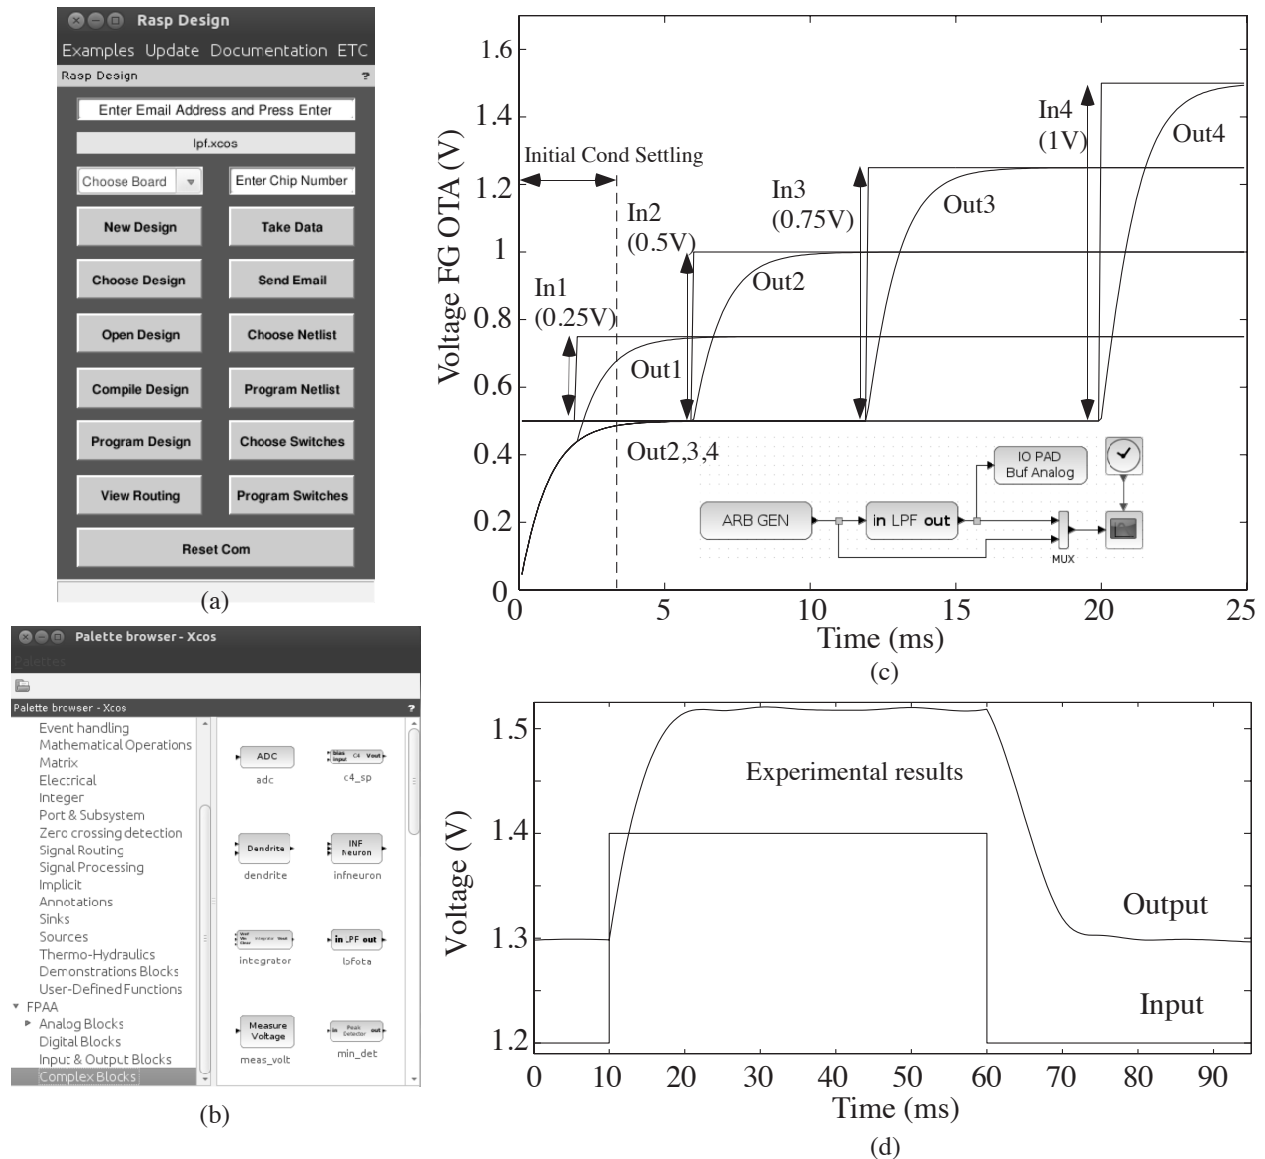 Rasp Design
Examples Update Documentation ETC
Rasp Design ?
Enter Email Address and Press Enter
lpf.xcos
Choose Board Enter Chip Number
New Design Take Data
Choose Design Send Email
Open Design Choose Netlist
Compile Design Program Netlist
Program Design Choose Switches
View Routing Program Switches
Reset Com
(a)
Palette browser - Xcos
Palettes
Palette browser - Xcos ?
Event handling
Mathematical Operations
Matrix
Electrical
Integer
Port & Subsystem
Zero crossing detection
Signal Routing
Signal Processing
Implicit
Annotations
Sinks
Sources
Thermo-Hydraulics
Demonstrations Blocks
User-Defined Functions
FPAA
Analog Blocks
Digital Blocks
Input & Output Blocks
Complex Blocks
ADC
adc
Bias
Input
C4 Vout
c4_sp
Dendrite
dendrite
INF
Neuron
infneuron
Integrator Vout
integrator
in LPF out
lpfota
Measure
Voltage
meas_volt
in Peak Detector out
min_det
(b)
Voltage FG OTA (V)
1.6
1.4
1.2
1
0.8
0.6
0.4
0.2
0
0 5 10 15 20 25
Time (ms)
Initial Cond Settling
In1
(0.25V)
In2
(0.5V)
In3
(0.75V)
In4
(1V)
Out1
Out2
Out3
Out4
Out2,3,4
IO PAD
Buf Analog
ARB GEN
in LPF out
MUX
(c)
Voltage (V)
1.5
1.4
1.3
1.2
Experimental results
Output
Input
0 10 20 30 40 50 60 70 80 90
Time (ms)
(d)